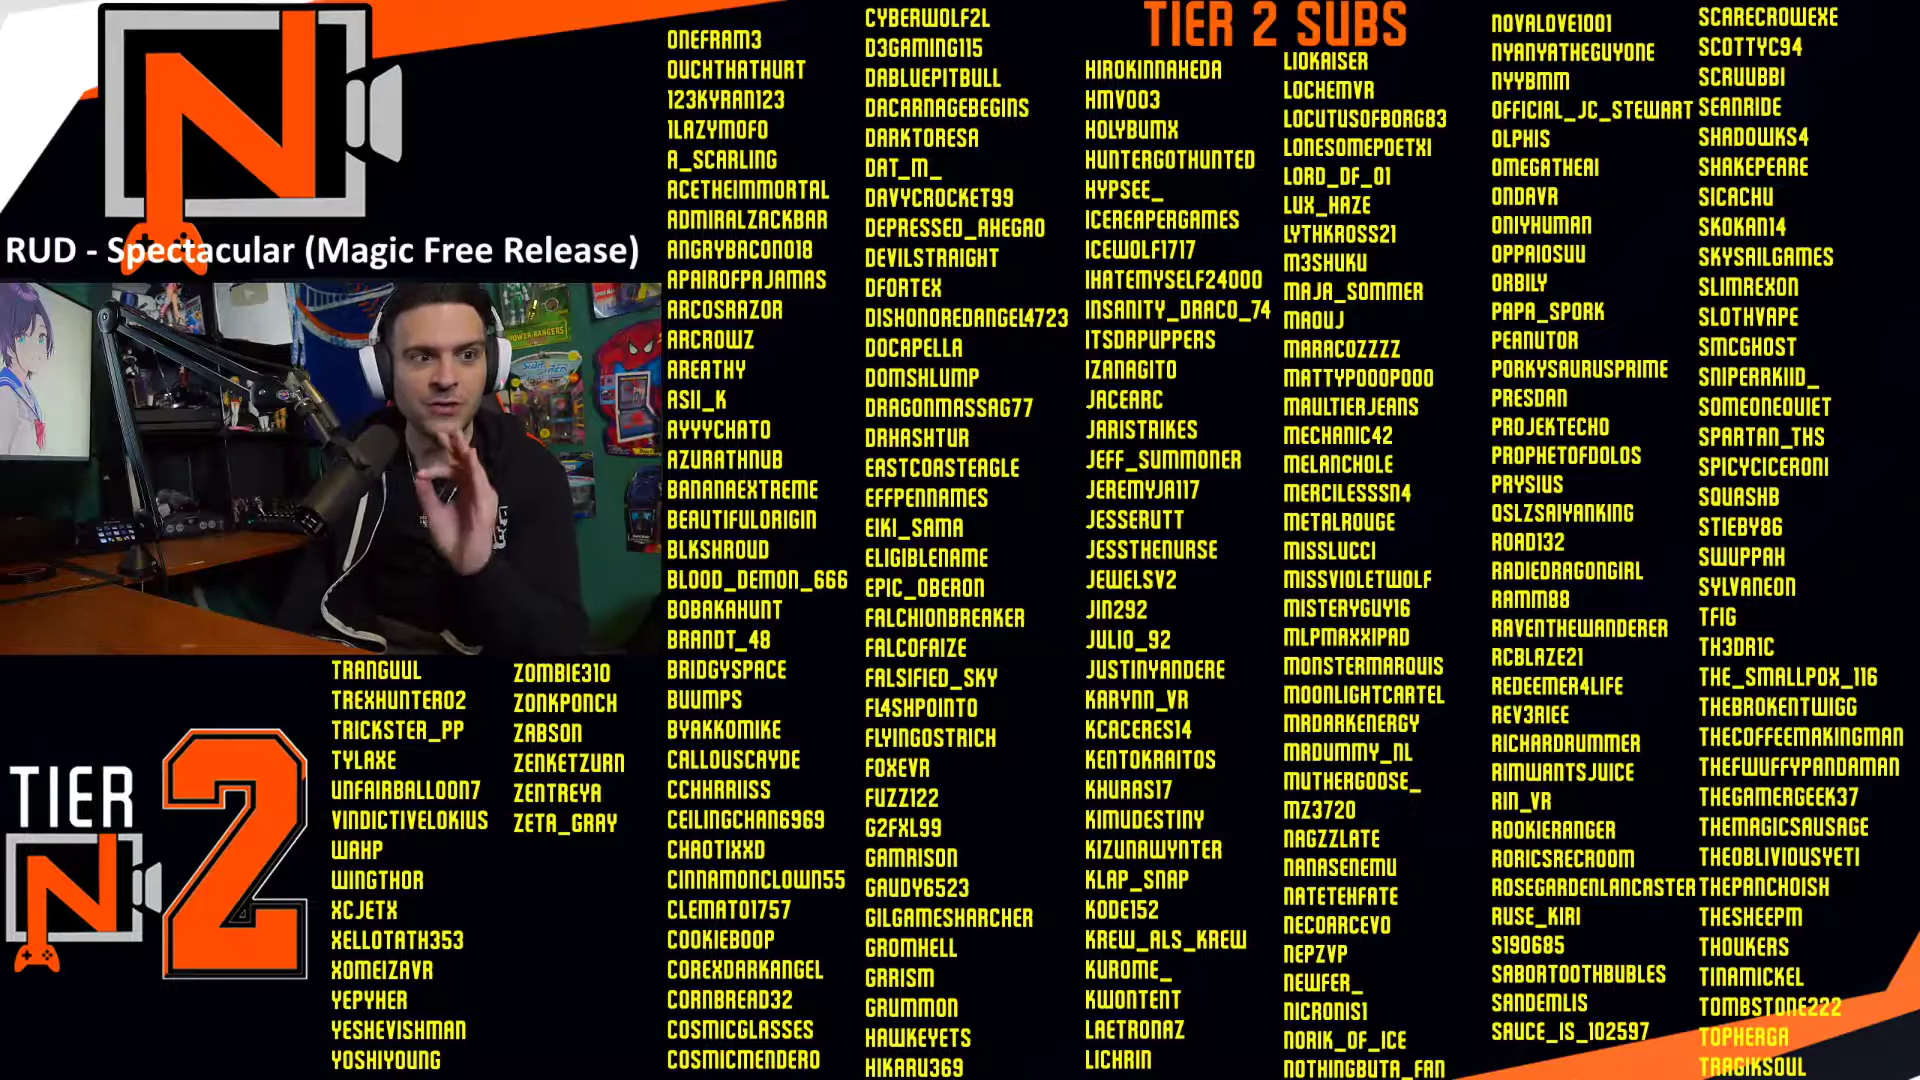 TIER 2 SUBS
RUD - Spectacular (Magic Free Release)
ONEFRAM3
OUCHTHATHURT
123KYRAN123
1LAZYMOFO
A_SCARLING
ACETHEIMMORTAL
ADMIRALZACKBAR
ANGRYBACON018
APAIROFPAJAMAS
ARCOSRAZOR
ARCROWZ
AREATHY
ASII_K
AYYYCHATO
AZURATHNUB
BANANAEXTREME
BEAUTIFULORIGIN
BLKSHROUD
BLOOD_DEMON_666
BOBAKAHUNT
BRANDT_48
BRIDGYSPACE
BUUMPS
BYAKKOMIKE
CALLOUSCAYDE
CCHHRRIISS
CEILINGCHAN6969
CHAOTIXXD
CINNAMONCLOWN55
CLEMATO1757
COOKIEBOOP
COREXDARKANGEL
CORNBREAD32
COSMICGLASSES
COSMICMENDERO
CYBERWOLF2L
D3GAMING115
DABLUEPITBULL
DACARNAGEBEGINS
DARKTORESA
DAT_M_
DAVYCROCKET99
DEPRESSED_AHEGAO
DEVILSTRAIGHT
DFORTEX
DISHONOREDANGEL4723
DOCAPELLA
DOMSHLUMP
DRAGONMASSAG77
DRHASHTUR
EASTCOASTEAGLE
EFFPENNAMES
EIKI_SAMA
ELIGIBLENAME
EPIC_OBERON
FALCHIONBREAKER
FALCOFAIZE
FALSIFIED_SKY
FL4SHPOINTO
FLYINGOSTRICH
FOXEVR
FUZZ122
G2FXL99
GAMRISON
GAUDY6523
GILGAMESHARCHER
GROMHELL
GARISM
GRUMMON
HAWKEYETS
HIKARU369
HIROKINNAHEDA
HMV003
HOLYBUMX
HUNTERGOTHUNTED
HYPSEE_
ICEREAPERGAMES
ICEWOLF1717
IHATEMYSELF24000
INSANITY_DRACO_74
ITSDRPUPPERS
IZANAGITO
JACEARC
JARISTRIKES
JEFF_SUMMONER
JEREMYJA117
JESSERUTT
JESSTHENURSE
JEWELSV2
JIN292
JULIO_92
JUSTINYANDERE
KARYNN_VR
KCACERES14
KENTOKRAITOS
KHURAS17
KIMUDESTINY
KIZUNAWYNTER
KLAP_SNAP
KODE152
KREW_ALS_KREW
KUROME_
KWONTENT
LAETRONAZ
LICHRIN
LIOKAISER
LOCHEMVR
LOCUTUSOFBORG83
LONESOMEPOETXI
LORD_DF_01
LUX_HAZE
LYTHKROSS21
M3SHUKU
MAJA_SOMMER
MAOUJ
MARACOZZZZ
MATTYPOOOPOOO
MAULTIERJEANS
MECHANIC42
MELANCHOLE
MERCILESSSN4
METALROUGE
MISSLUCCI
MISSVIOLETWOLF
MISTERYGUY16
MLPMAXXIPAD
MONSTERMARQUIS
MOONLIGHTCARTEL
MRDARKENERGY
MRDUMMY_NL
MUTHERGOOSE_
MZ3720
NAGZZLATE
NANASENEMU
NATETEHFATE
NECOARCEVO
NEPZVP
NEWFER_
NICRONIS1
NORIK_OF_ICE
NOTHINGBUTA_FAN
NOVALOVE1001
NYANYATHEGUYONE
NYYBMM
OFFICIAL_JC_STEWART
OLPHIS
OMEGATHEAI
ONDAVR
ONIYHUMAN
OPPAIOSUU
ORBILY
PAPA_SPORK
PEANUTOR
PORKYSAURUSPRIME
PRESDAN
PROJEKTECHO
PROPHETOFDOLOS
PRYSIUS
QSLZSAIYANKING
ROAD132
RADIEDRAGONGIRL
RAMM88
RAVENTHEWANDERER
RCBLAZE21
REDEEMER4LIFE
REV3RIEE
RICHARDRUMMER
RIMWANTSJUICE
RIN_VR
ROOKIERANGER
RORICSRECROOM
ROSEGARDENLANCASTER
RUSE_KIRI
S190685
SABORTOOTHBUBLES
SANDEMLIS
SAUCE_IS_102597
SCARECROWEXE
SCOTTYC94
SCRUUBBI
SEANRIDE
SHADOWKS4
SHAKEPEARE
SICACHU
SKOKAN14
SKYSAILGAMES
SLIMREXON
SLOTHVAPE
SMCGHOST
SNIPERRKIID_
SOMEONEQUIET
SPARTAN_THS
SPICYCICERONI
SQUASHB
STIEBY86
SWUPPAH
SYLVANEON
TFIG
TH3DR1C
THE_SMALLPOX_116
THEBROKENTWIGG
THECOFFEEMAKINGMAN
THEFWUFFYPANDAMAN
THEGAMERGEEK37
THEMAGICSAUSAGE
THEOBLIVIOUSYETI
THEPANCHOISH
THESHEEPM
THOUKERS
TINAMICKEL
TOMBSTONE222
TOPHERGA
TRAGIKSOUL
TRANGUUL
TREXHUNTER02
TRICKSTER_PP
TYLAXE
UNFAIRBALLOON7
VINDICTIVELOKIUS
WAHP
WINGTHOR
XCJETX
XELLOTATH353
XOMEIZAVR
YEPYHER
YESHEVISHMAN
YOSHIYOUNG
ZOMBIE310
ZONKPONCH
ZABSON
ZENKETZURN
ZENTREYA
ZETA_GRAY
TIER
N
2
N
POWER RANGERS